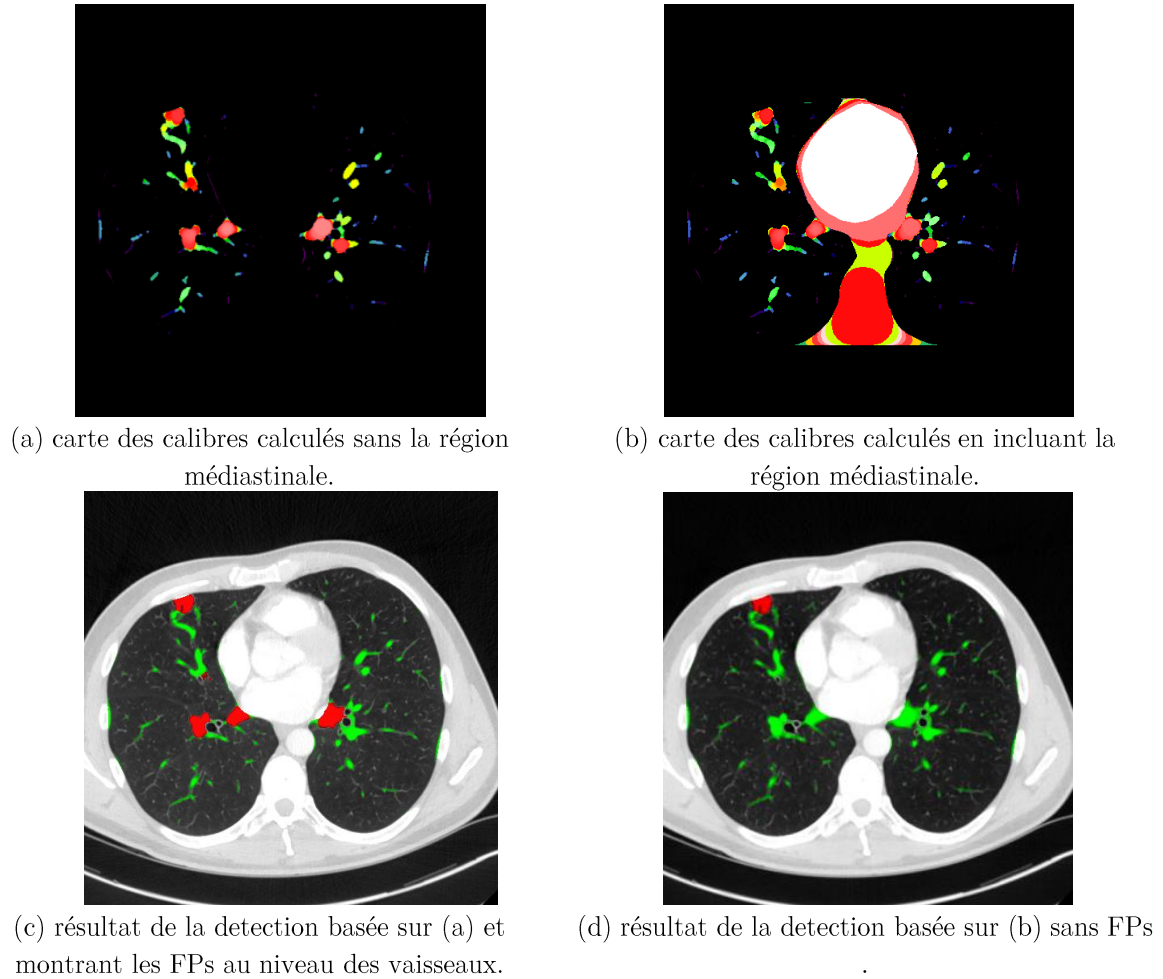 (a) carte des calibres calculés sans la région
médiastinale.
(b) carte des calibres calculés en incluant la
région médiastinale.
(c) résultat de la detection basée sur (a) et
montrant les FPs au niveau des vaisseaux.
(d) résultat de la detection basée sur (b) sans FPs
.